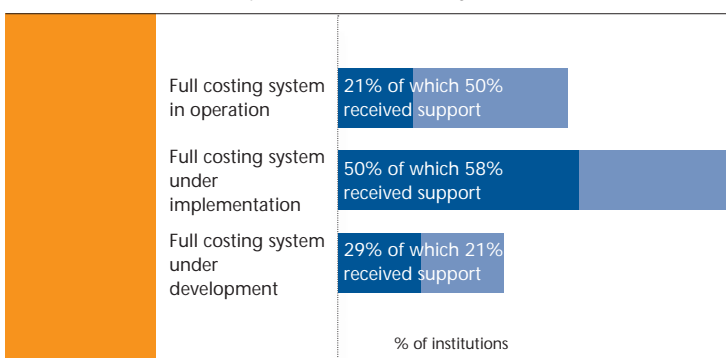 Full costing system
in operation
21% of which 50%
received support
Full costing system
under
implementation
50% of which 58%
received support
Full costing system
under
development
29% of which 21%
received support
% of institutions